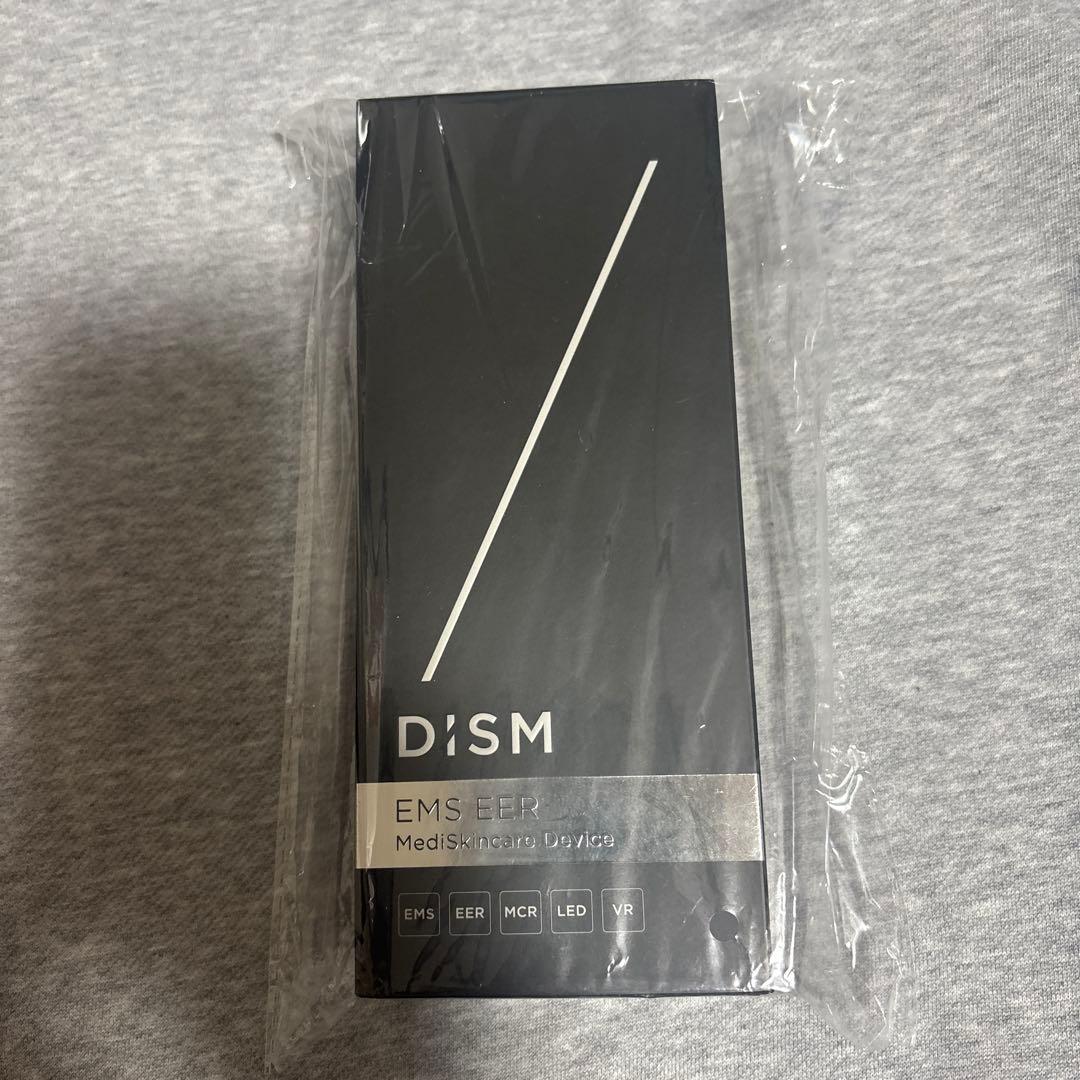 DISM
EMS EER
MediSkincare Device
EMS EER MCR LED VR